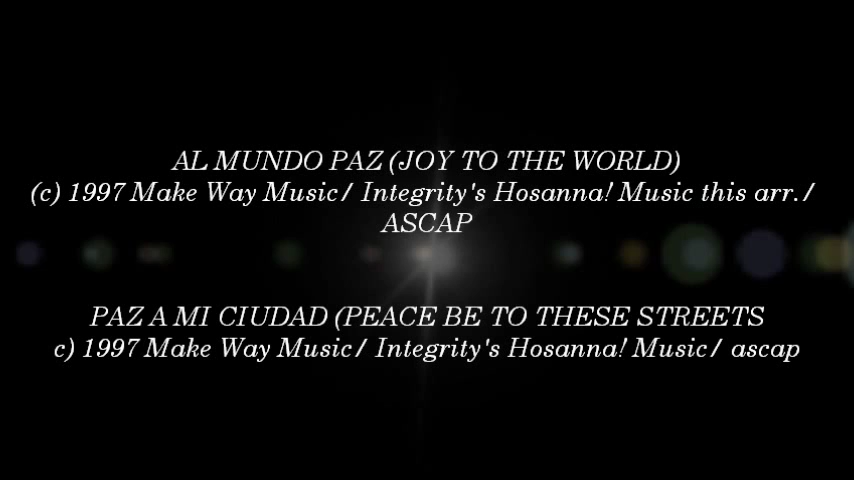 AL MUNDO PAZ (JOY TO THE WORLD)
(c) 1997 Make Way Music/ Integrity's Hosanna! Music this arr./
ASCAP
PAZ A MI CIUDAD (PEACE BE TO THESE STREETS
c) 1997 Make Way Music/ Integrity's Hosanna! Music/ ascap